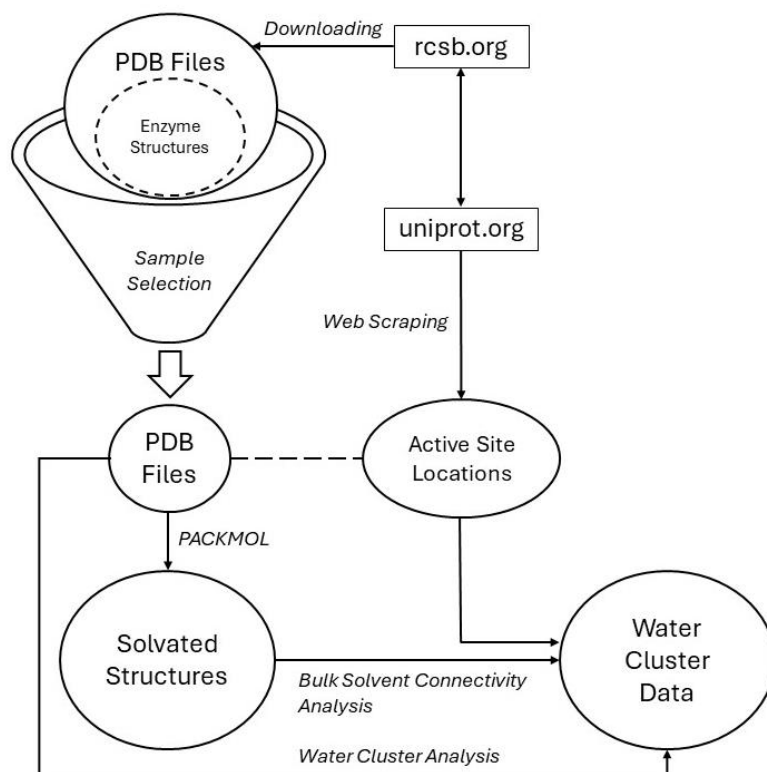 Downloading
rcsb.org
PDB Files
Enzyme
Structures
uniprot.org
Sample
Selection
Web Scraping
PDB
Files
Active Site
Locations
PACKMOL
Solvated
Structures
Water
Cluster
Data
Bulk Solvent Connectivity
Analysis
Water Cluster Analysis